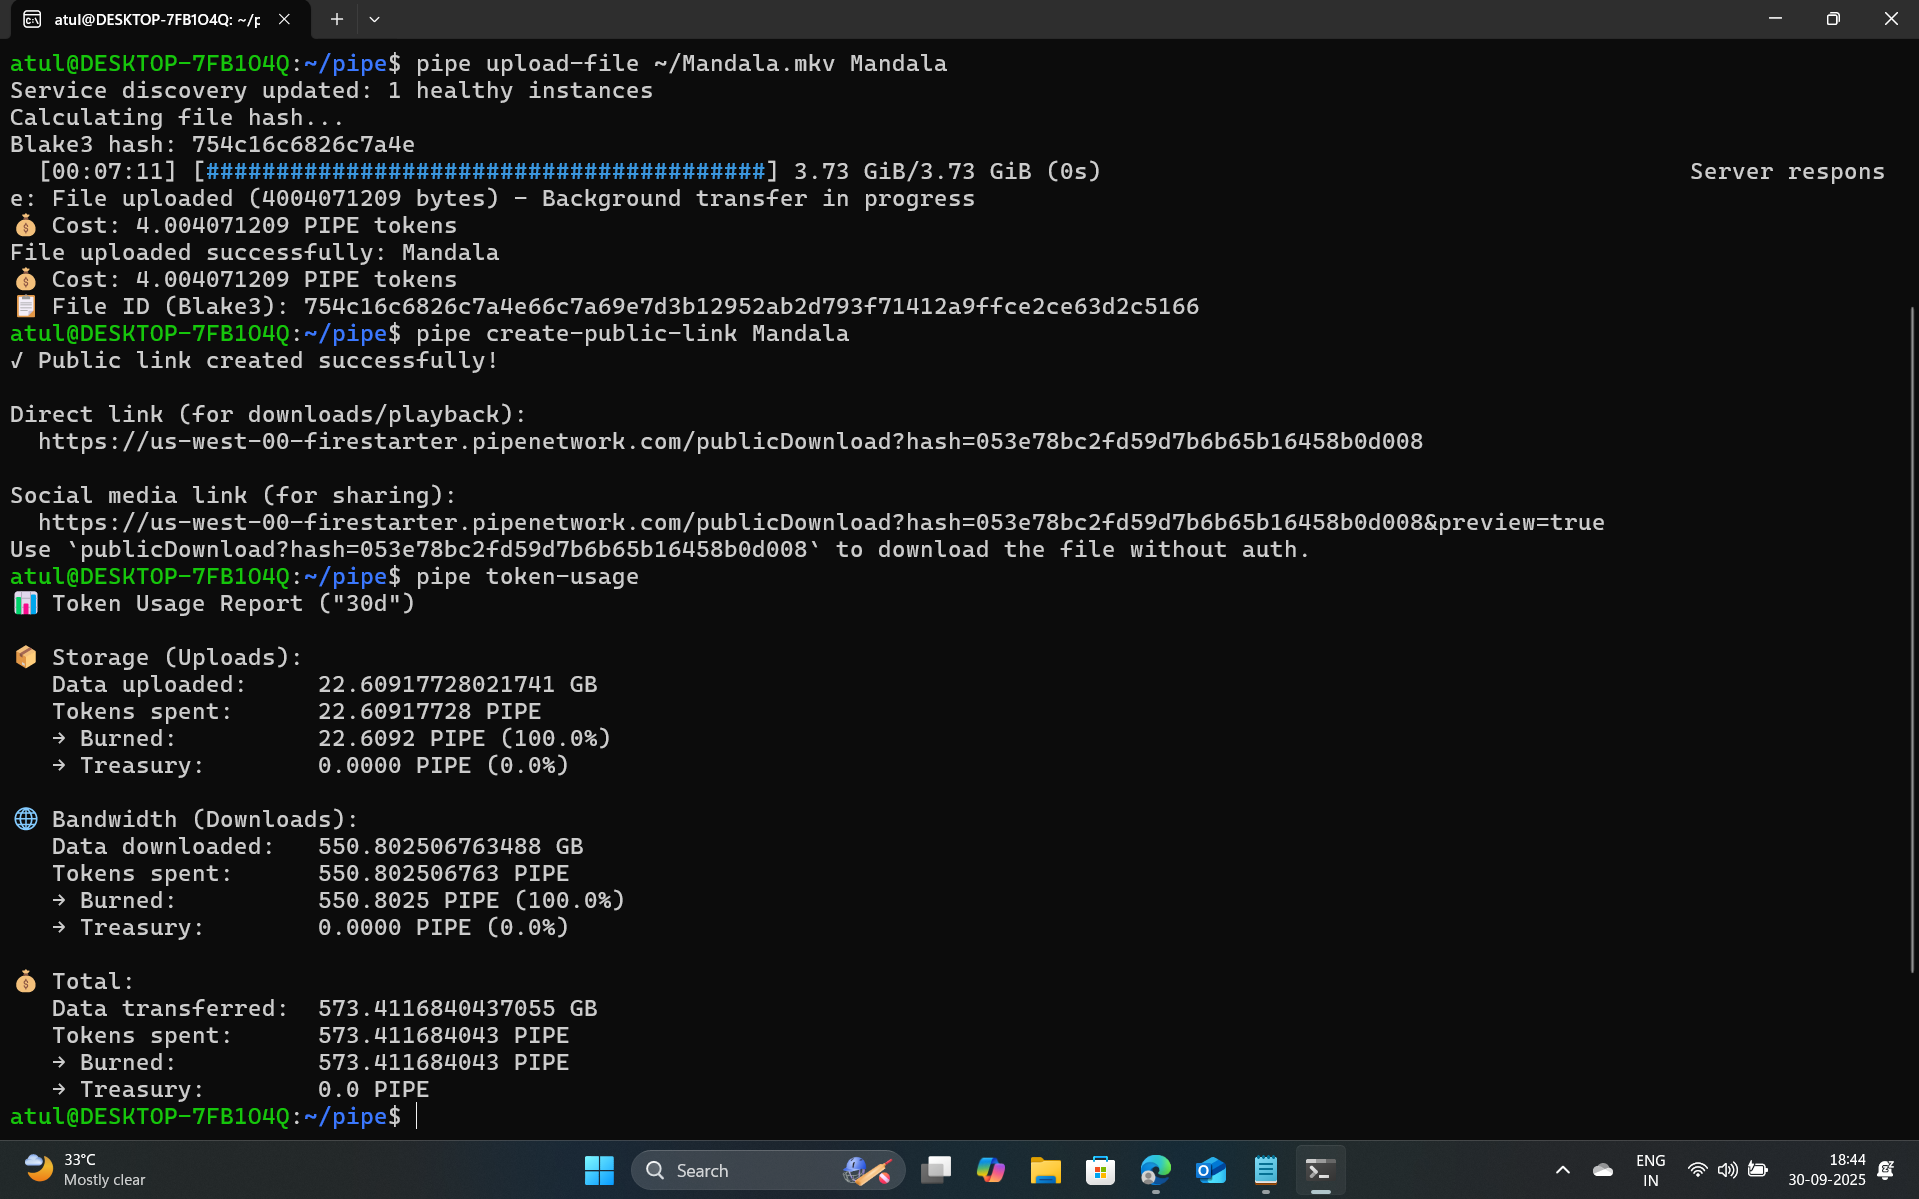 atul@DESKTOP-7FB1O4Q: ~/p
atul@DESKTOP-7FB1O4Q:~/pipe$ pipe upload-file ~/Mandala.mkv Mandala
Service discovery updated: 1 healthy instances
Calculating file hash...
Blake3 hash: 754c16c6826c7a4e
[00:07:11] [########################################] 3.73 GiB/3.73 GiB (0s) Server respons
e: File uploaded (4004071209 bytes) - Background transfer in progress
💰 Cost: 4.004071209 PIPE tokens
File uploaded successfully: Mandala
💰 Cost: 4.004071209 PIPE tokens
📋 File ID (Blake3): 754c16c6826c7a4e66c7a69e7d3b12952ab2d793f71412a9ffce2ce63d2c5166
atul@DESKTOP-7FB1O4Q:~/pipe$ pipe create-public-link Mandala
√ Public link created successfully!
Direct link (for downloads/playback):
https://us-west-00-firestarter.pipenetwork.com/publicDownload?hash=053e78bc2fd59d7b6b65b16458b0d008
Social media link (for sharing):
https://us-west-00-firestarter.pipenetwork.com/publicDownload?hash=053e78bc2fd59d7b6b65b16458b0d008&preview=true
Use `publicDownload?hash=053e78bc2fd59d7b6b65b16458b0d008` to download the file without auth.
atul@DESKTOP-7FB1O4Q:~/pipe$ pipe token-usage
📊 Token Usage Report ("30d")
📦 Storage (Uploads):
Data uploaded: 22.60917728021741 GB
Tokens spent: 22.60917728 PIPE
→ Burned: 22.6092 PIPE (100.0%)
→ Treasury: 0.0000 PIPE (0.0%)
🌐 Bandwidth (Downloads):
Data downloaded: 550.802506763488 GB
Tokens spent: 550.802506763 PIPE
→ Burned: 550.8025 PIPE (100.0%)
→ Treasury: 0.0000 PIPE (0.0%)
💰 Total:
Data transferred: 573.4116840437055 GB
Tokens spent: 573.411684043 PIPE
→ Burned: 573.411684043 PIPE
→ Treasury: 0.0 PIPE
atul@DESKTOP-7FB1O4Q:~/pipe$
33°C
Mostly clear
Search
ENG
IN
18:44
30-09-2025